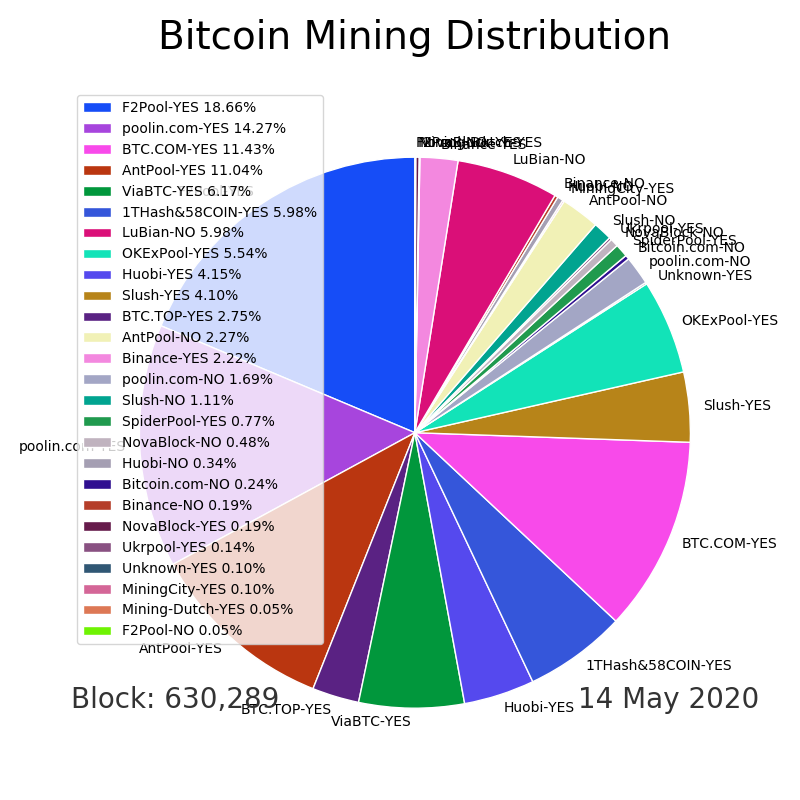 Bitcoin Mining Distribution
F2Pool-YES 18.66%
poolin.com-YES 14.27%
BTC.COM-YES 11.43%
AntPool-YES 11.04%
ViaBTC-YES 6.17%
1THash&58COIN-YES 5.98%
LuBian-NO 5.98%
OKExPool-YES 5.54%
Huobi-YES 4.15%
Slush-YES 4.10%
BTC.TOP-YES 2.75%
AntPool-NO 2.27%
Binance-YES 2.22%
poolin.com-NO 1.69%
Slush-NO 1.11%
SpiderPool-YES 0.77%
NovaBlock-NO 0.48%
Huobi-NO 0.34%
Bitcoin.com-NO 0.24%
Binance-NO 0.19%
NovaBlock-YES 0.19%
Ukrpool-YES 0.14%
Unknown-YES 0.10%
MiningCity-YES 0.10%
Mining-Dutch-YES 0.05%
F2Pool-NO 0.05%
LuBian-NO
Binance-NO
MiningCity-YES
AntPool-NO
Slush-NO
Ukrpool-YES
NovaBlock-NO
SpiderPool-YES
Bitcoin.com-NO
poolin.com-NO
Unknown-YES
OKExPool-YES
Slush-YES
BTC.COM-YES
1THash&58COIN-YES
Huobi-YES
ViaBTC-YES
BTC.TOP-YES
AntPool-YES
poolin.com-YES
Block: 630,289
14 May 2020